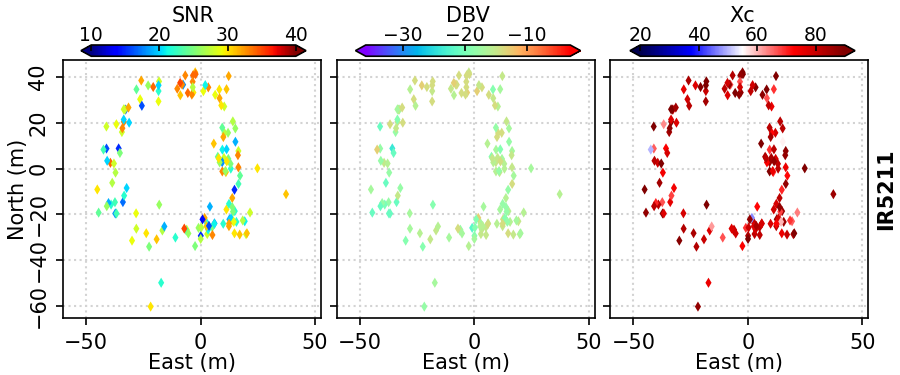 SNR DBV Xc
10 20 30 40 −30 −20 −10 20 40 60 80
40
20
0
−20
−40
−60
North (m)
IR5211
−50 0 50 −50 0 50 −50 0 50
East (m) East (m) East (m)